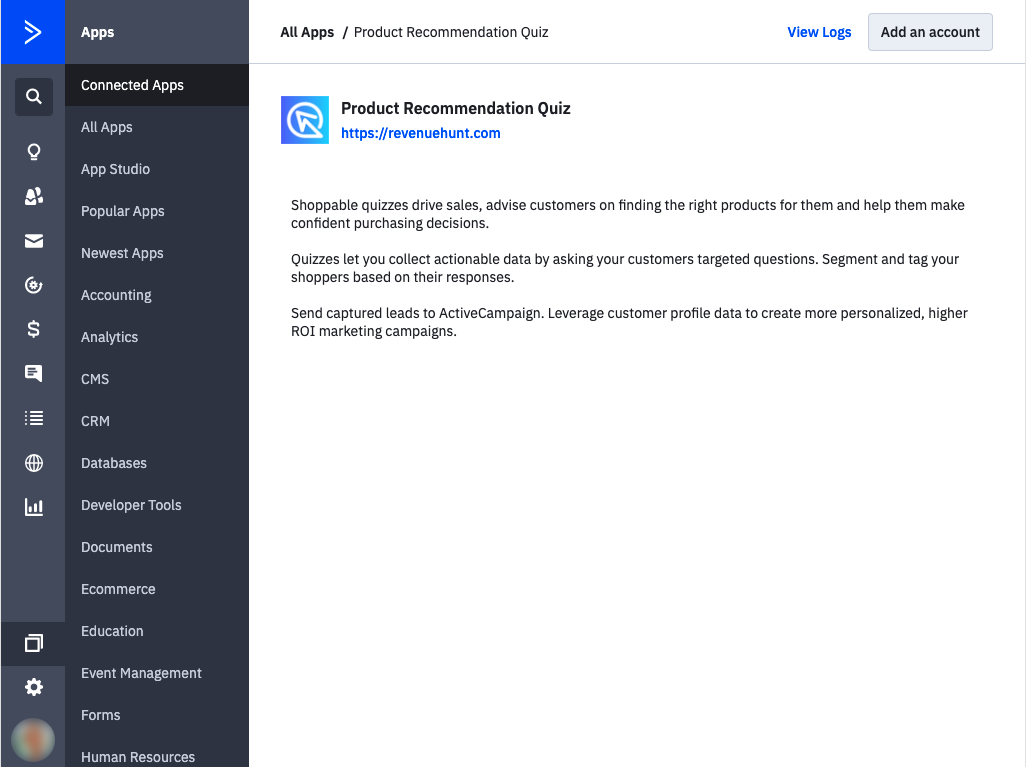 Apps
All Apps / Product Recommendation Quiz
View Logs
Add an account
Connected Apps
All Apps
App Studio
Popular Apps
Newest Apps
Accounting
Analytics
CMS
CRM
Databases
Developer Tools
Documents
Ecommerce
Education
Event Management
Forms
Human Resources
Product Recommendation Quiz
https://revenuehunt.com
Shoppable quizzes drive sales, advise customers on finding the right products for them and help them make
confident purchasing decisions.
Quizzes let you collect actionable data by asking your customers targeted questions. Segment and tag your
shoppers based on their responses.
Send captured leads to ActiveCampaign. Leverage customer profile data to create more personalized, higher
ROI marketing campaigns.